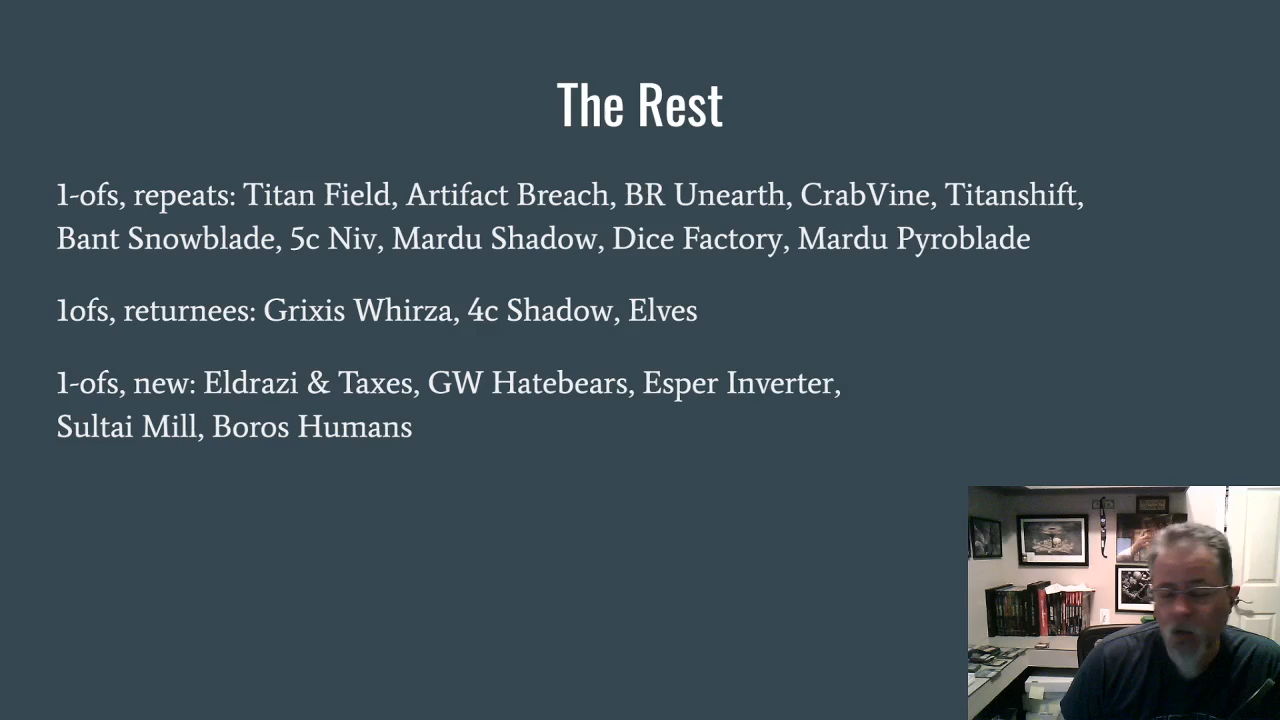 The Rest
1-ofs, repeats: Titan Field, Artifact Breach, BR Unearth, CrabVine, Titanshift,
Bant Snowblade, 5c Niv, Mardu Shadow, Dice Factory, Mardu Pyroblade
1ofs, returnees: Grixis Whirza, 4c Shadow, Elves
1-ofs, new: Eldrazi & Taxes, GW Hatebears, Esper Inverter,
Sultai Mill, Boros Humans